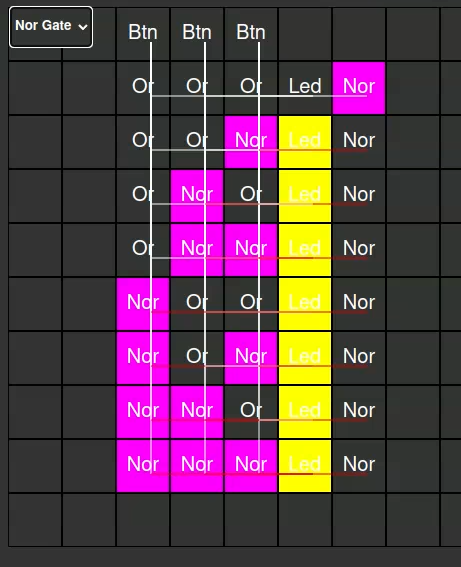 Nor Gate
Btn Btn Btn
Or Or Or Led Nor
Or Or Nor Led Nor
Or Nor Or Led Nor
Or Nor Nor Led Nor
Nor Or Or Led Nor
Nor Or Nor Led Nor
Nor Nor Or Led Nor
Nor Nor Nor Led Nor